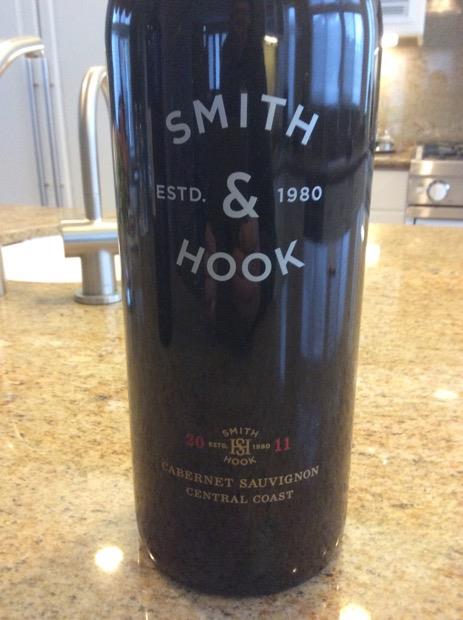 SMITH
ESTD. & 1980
HOOK
SMITH
20 ESTD. SH 1980 11
HOOK
CABERNET SAUVIGNON
CENTRAL COAST